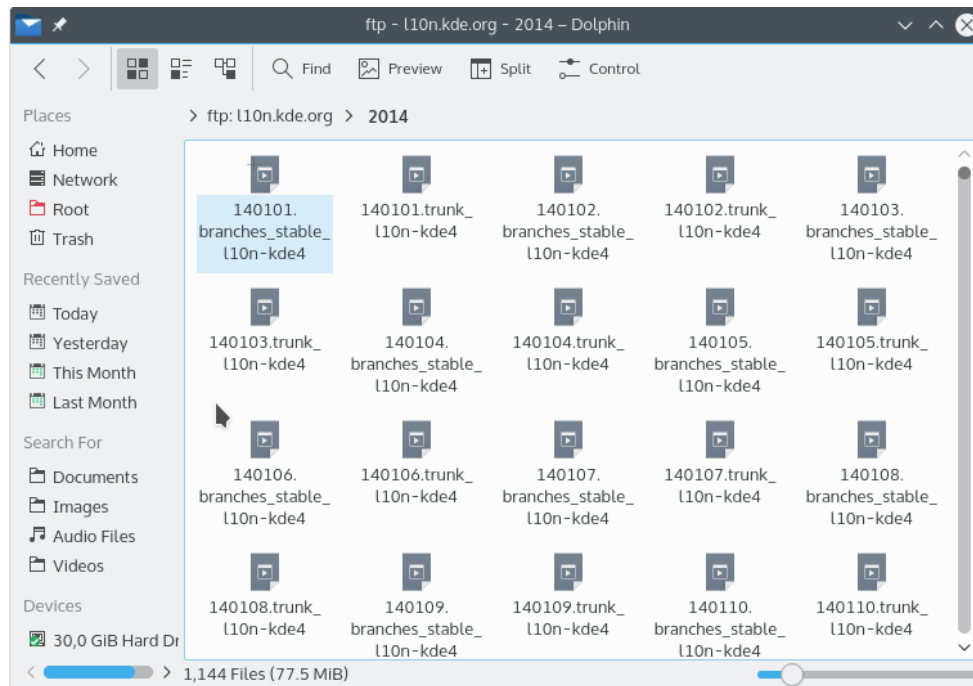 ftp - l10n.kde.org - 2014 – Dolphin
Find Preview Split Control
Places
Home
Network
Root
Trash
Recently Saved
Today
Yesterday
This Month
Last Month
Search For
Documents
Images
Audio Files
Videos
Devices
30,0 GiB Hard Dr
> ftp: l10n.kde.org > 2014
140101.
branches_stable_
l10n-kde4
140101.trunk_
l10n-kde4
140102.
branches_stable_
l10n-kde4
140102.trunk_
l10n-kde4
140103.
branches_stable_
l10n-kde4
140103.trunk_
l10n-kde4
140104.
branches_stable_
l10n-kde4
140104.trunk_
l10n-kde4
140105.
branches_stable_
l10n-kde4
140105.trunk_
l10n-kde4
140106.
branches_stable_
l10n-kde4
140106.trunk_
l10n-kde4
140107.
branches_stable_
l10n-kde4
140107.trunk_
l10n-kde4
140108.
branches_stable_
l10n-kde4
140108.trunk_
l10n-kde4
140109.
branches_stable_
l10n-kde4
140109.trunk_
l10n-kde4
140110.
branches_stable_
l10n-kde4
140110.trunk_
l10n-kde4
1,144 Files (77.5 MiB)